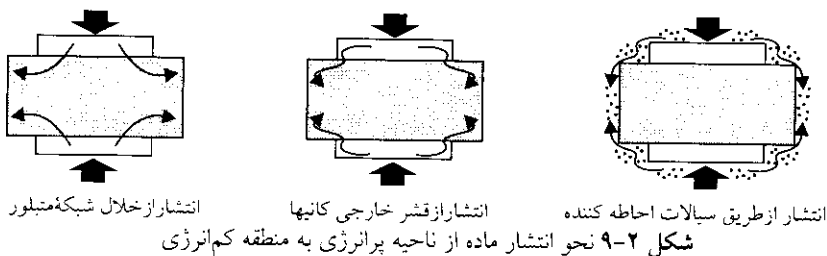 انتشار از طریق سیالات احاطه کننده
انتشار از قشر خارجی کانیها
انتشار از خلال شبکۀ متبلور
شکل ۲-۹ نحو انتشار ماده از ناحیه پرانرژی به منطقه کم‌انرژی